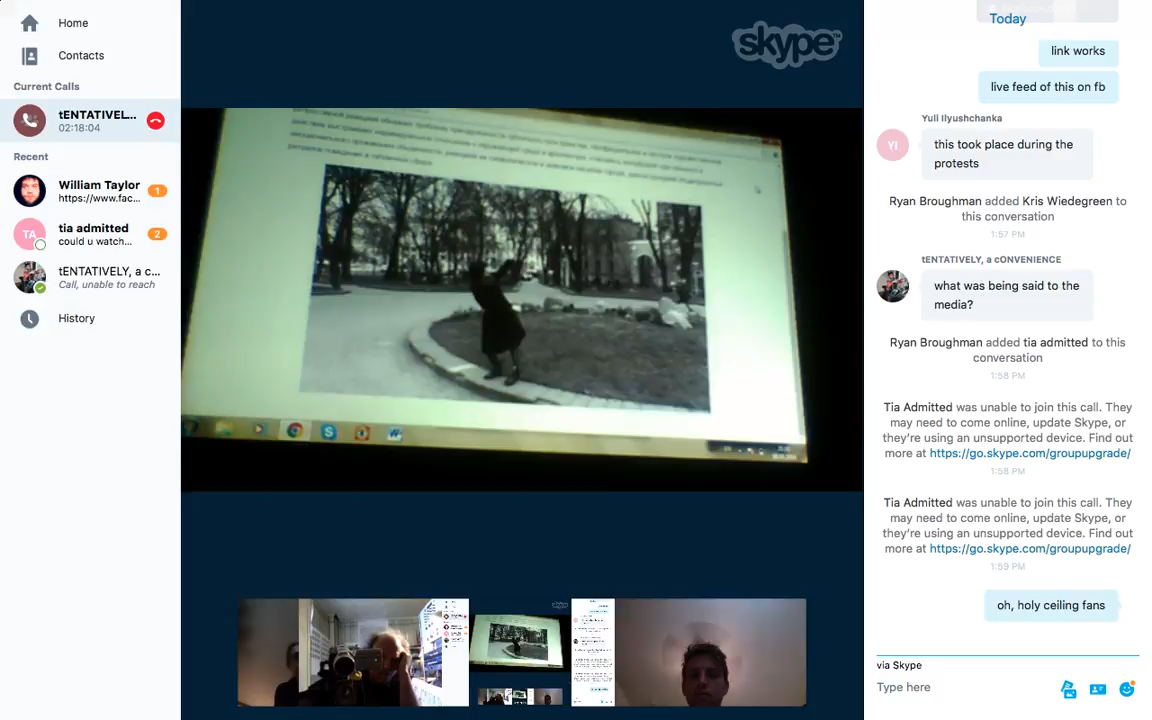 Home
Contacts
Current Calls
tENTATIVEL...
02:18:04
Recent
William Taylor
https://www.fac...
1
TA
tia admitted
could u watch...
2
tENTATIVELY, a c...
Call, unable to reach
History
skype
Today
link works
live feed of this on fb
Yuli Ilyushchanka
YI
this took place during the
protests
Ryan Broughman added Kris Wiedegreen to
this conversation
1:57 PM
tENTATIVELY, a cONVENIENCE
what was being said to the
media?
Ryan Broughman added tia admitted to this
conversation
1:58 PM
Tia Admitted was unable to join this call. They
may need to come online, update Skype, or
they're using an unsupported device. Find out
more at https://go.skype.com/groupupgrade/
1:58 PM
Tia Admitted was unable to join this call. They
may need to come online, update Skype, or
they're using an unsupported device. Find out
more at https://go.skype.com/groupupgrade/
1:59 PM
oh, holy ceiling fans
via Skype
Type here